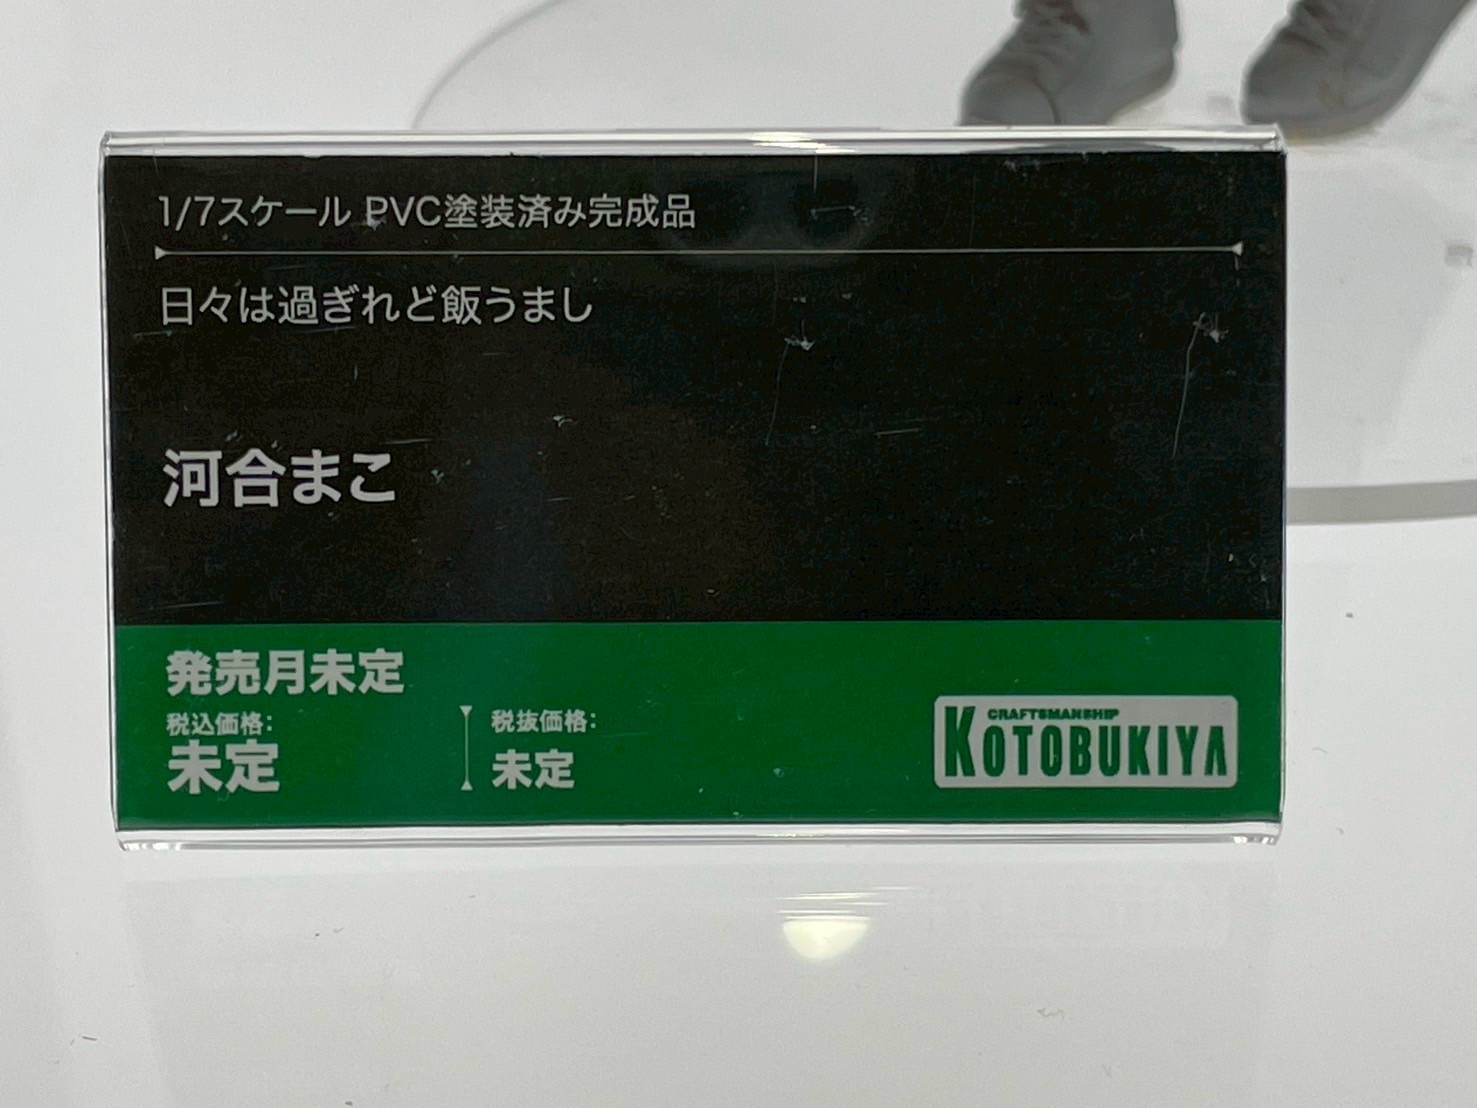 1/7スケール PVC塗装済み完成品
日々は過ぎれど飯うまし
河合まこ
発売月未定
税込価格:
未定
税抜価格:
未定
CRAFTSMANSHIP
KOTOBUKIYA